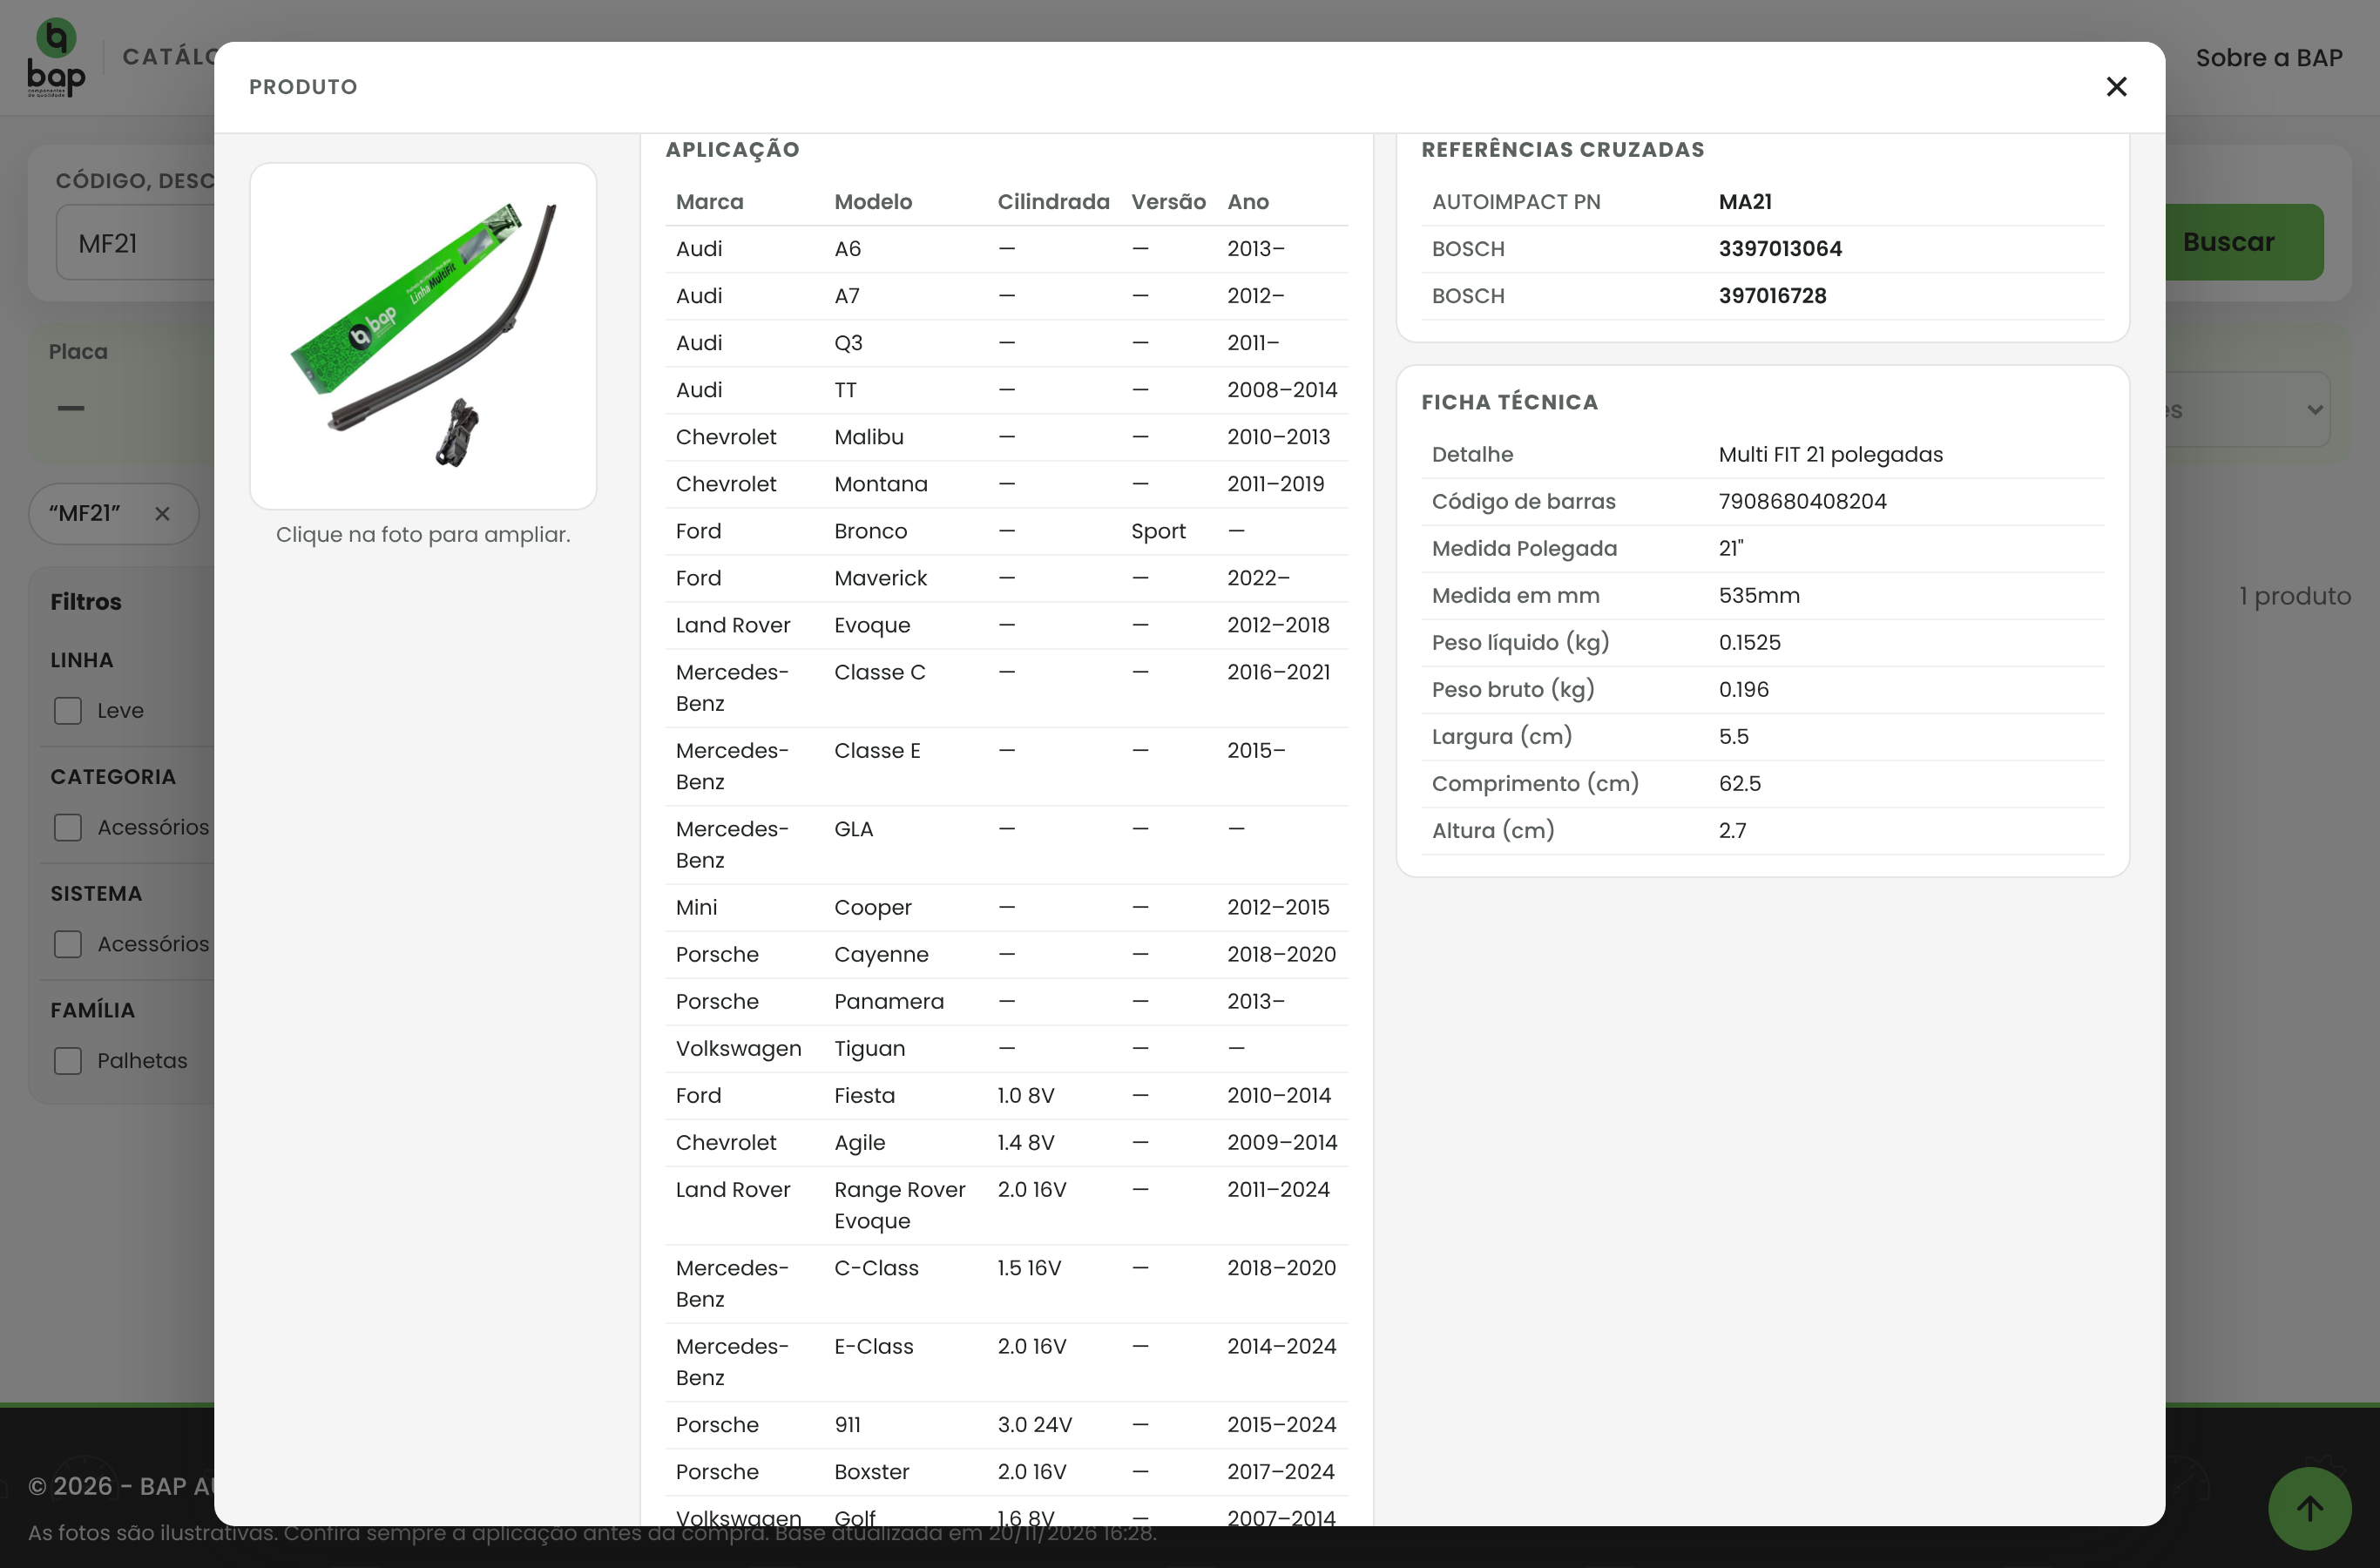 bap
componentes
de qualidade
CATÁLO
Sobre a BAP
CÓDIGO, DESC
MF21
Buscar
Placa
—
es
“MF21” ×
Filtros
LINHA
Leve
CATEGORIA
Acessórios
SISTEMA
Acessórios
FAMÍLIA
Palhetas
1 produto
PRODUTO
×
bap
Linha MultiFit
Clique na foto para ampliar.
APLICAÇÃO
Marca Modelo Cilindrada Versão Ano
Audi A6 — — 2013–
Audi A7 — — 2012–
Audi Q3 — — 2011–
Audi TT — — 2008–2014
Chevrolet Malibu — — 2010–2013
Chevrolet Montana — — 2011–2019
Ford Bronco — Sport —
Ford Maverick — — 2022–
Land Rover Evoque — — 2012–2018
Mercedes-
Benz Classe C — — 2016–2021
Mercedes-
Benz Classe E — — 2015–
Mercedes-
Benz GLA — — —
Mini Cooper — — 2012–2015
Porsche Cayenne — — 2018–2020
Porsche Panamera — — 2013–
Volkswagen Tiguan — — —
Ford Fiesta 1.0 8V — 2010–2014
Chevrolet Agile 1.4 8V — 2009–2014
Land Rover Range Rover
Evoque 2.0 16V — 2011–2024
Mercedes-
Benz C-Class 1.5 16V — 2018–2020
Mercedes-
Benz E-Class 2.0 16V — 2014–2024
Porsche 911 3.0 24V — 2015–2024
Porsche Boxster 2.0 16V — 2017–2024
Volkswagen Golf 1.6 8V — 2007–2014
REFERÊNCIAS CRUZADAS
AUTOIMPACT PN MA21
BOSCH 3397013064
BOSCH 397016728
FICHA TÉCNICA
Detalhe Multi FIT 21 polegadas
Código de barras 7908680408204
Medida Polegada 21"
Medida em mm 535mm
Peso líquido (kg) 0.1525
Peso bruto (kg) 0.196
Largura (cm) 5.5
Comprimento (cm) 62.5
Altura (cm) 2.7
© 2026 - BAP AU
As fotos são ilustrativas. Confira sempre a aplicação antes da compra. Base atualizada em 20/11/2026 16:28.